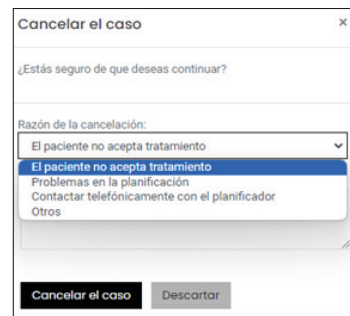 Cancelar el caso
×
¿Estás seguro de que deseas continuar?
Razón de la cancelación:
El paciente no acepta tratamiento
El paciente no acepta tratamiento
Problemas en la planificación
Contactar telefónicamente con el planificador
Otros
Cancelar el caso Descartar